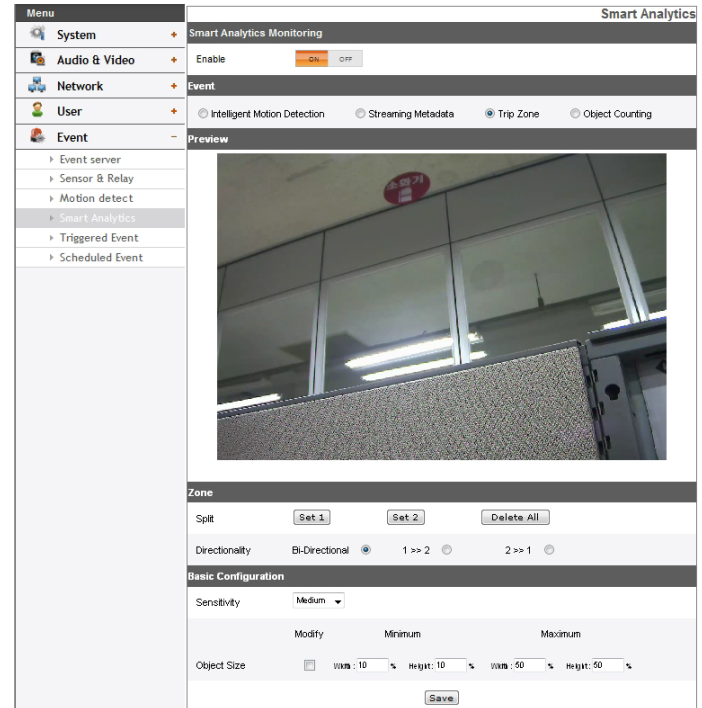 Menu
Smart Analytics
System +
Audio & Video +
Network +
User +
Event −
Event server
Sensor & Relay
Motion detect
Smart Analytics
Triggered Event
Scheduled Event
Smart Analytics Monitoring
Enable ON OFF
Event
Intelligent Motion Detection Streaming Metadata Trip Zone Object Counting
Preview
소화기
Zone
Split Set 1 Set 2 Delete All
Directionality Bi-Directional 1 >> 2 2 >> 1
Basic Configuration
Sensitivity Medium
Modify Minimum Maximum
Object Size Width : 10 % Height : 10 % Width : 50 % Height : 50 %
Save